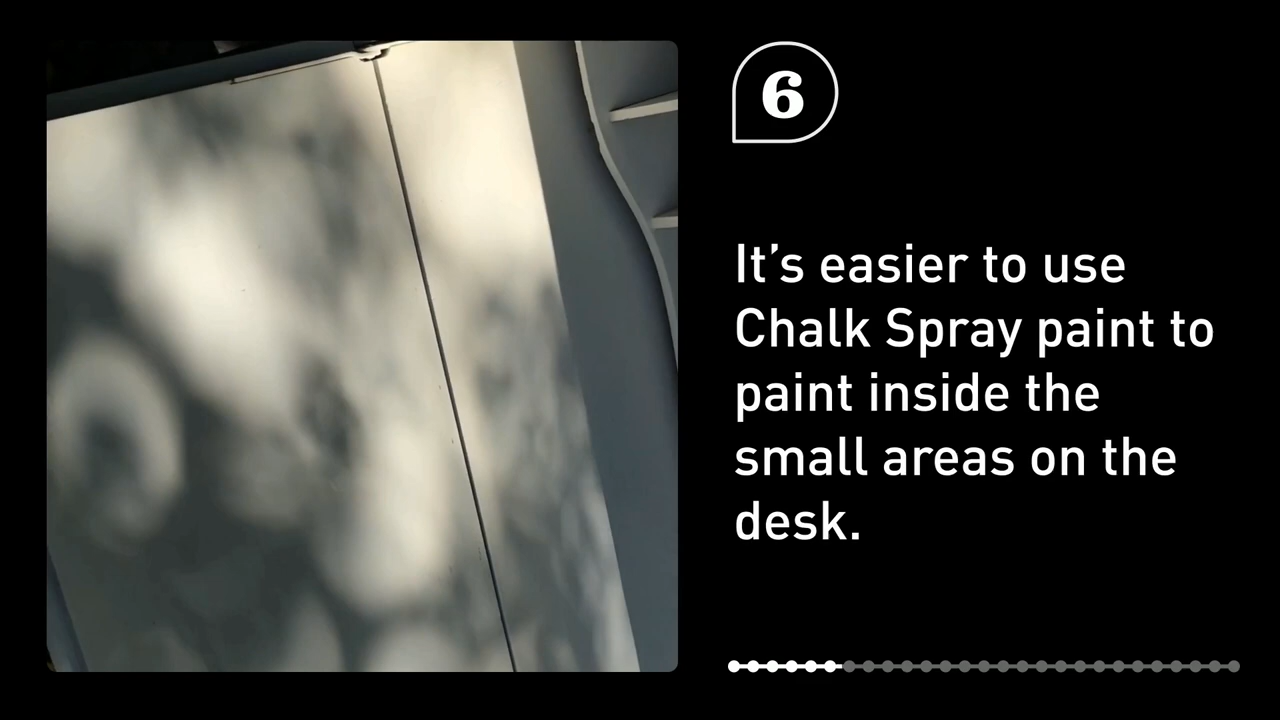 6
It’s easier to use
Chalk Spray paint to
paint inside the
small areas on the
desk.